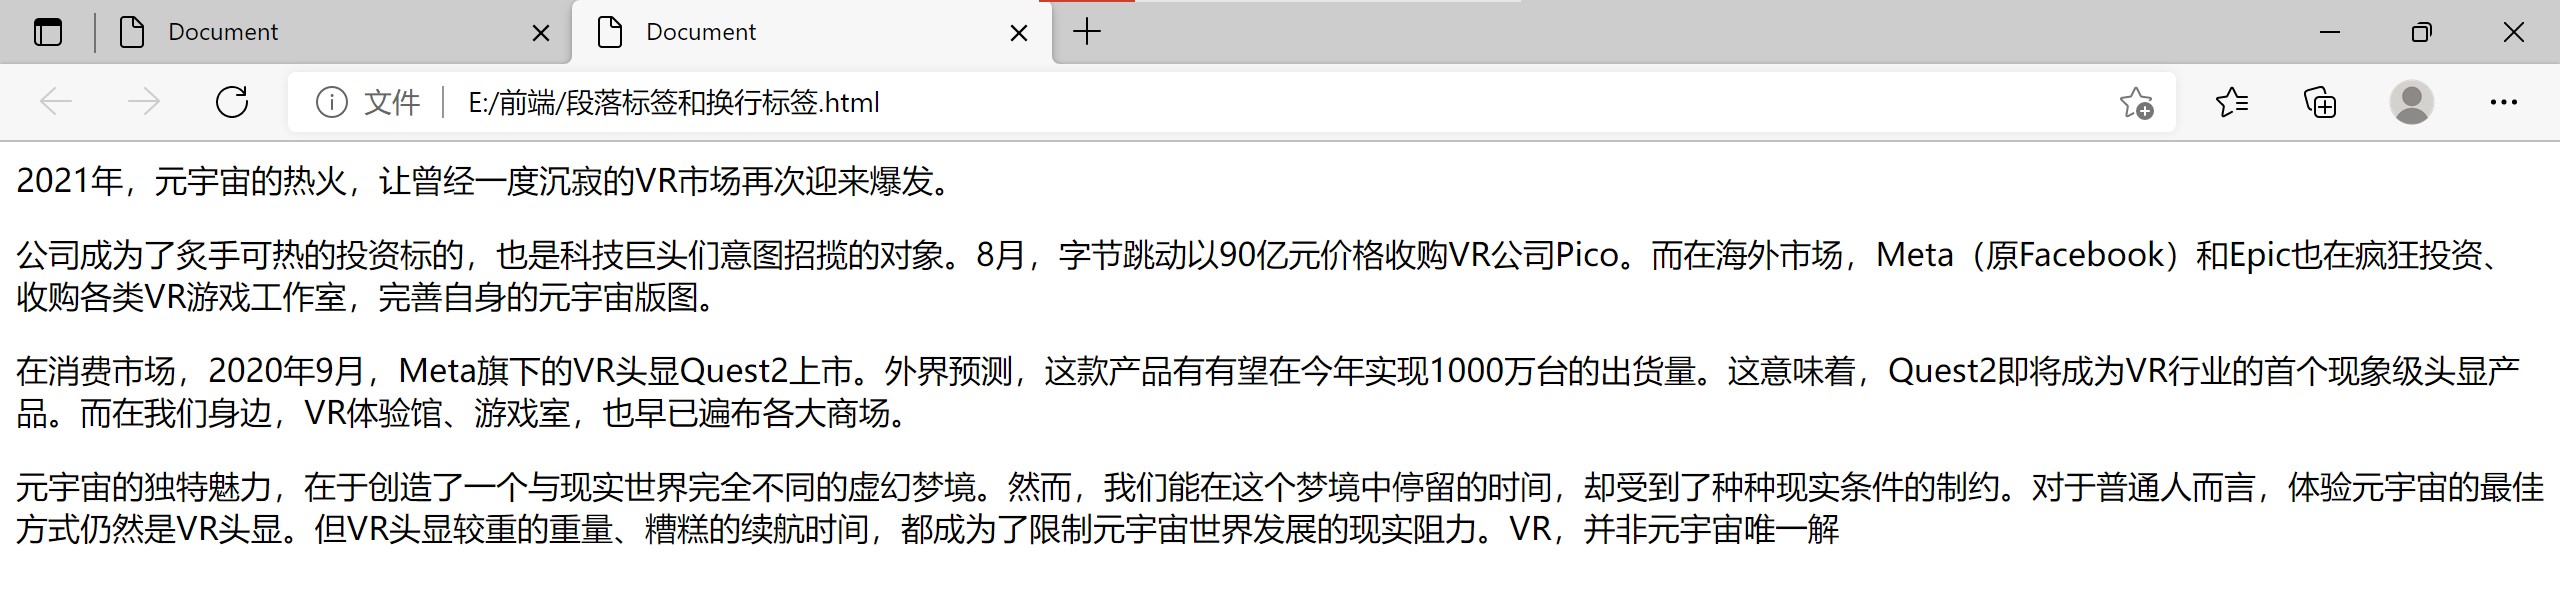 Document
Document
文件 E:/前端/段落标签和换行标签.html
2021年，元宇宙的热火，让曾经一度沉寂的VR市场再次迎来爆发。
公司成为了炙手可热的投资标的，也是科技巨头们意图招揽的对象。8月，字节跳动以90亿元价格收购VR公司Pico。而在海外市场，Meta（原Facebook）和Epic也在疯狂投资、
收购各类VR游戏工作室，完善自身的元宇宙版图。
在消费市场，2020年9月，Meta旗下的VR头显Quest2上市。外界预测，这款产品有有望在今年实现1000万台的出货量。这意味着，Quest2即将成为VR行业的首个现象级头显产
品。而在我们身边，VR体验馆、游戏室，也早已遍布各大商场。
元宇宙的独特魅力，在于创造了一个与现实世界完全不同的虚幻梦境。然而，我们能在这个梦境中停留的时间，却受到了种种现实条件的制约。对于普通人而言，体验元宇宙的最佳
方式仍然是VR头显。但VR头显较重的重量、糟糕的续航时间，都成为了限制元宇宙世界发展的现实阻力。VR，并非元宇宙唯一解